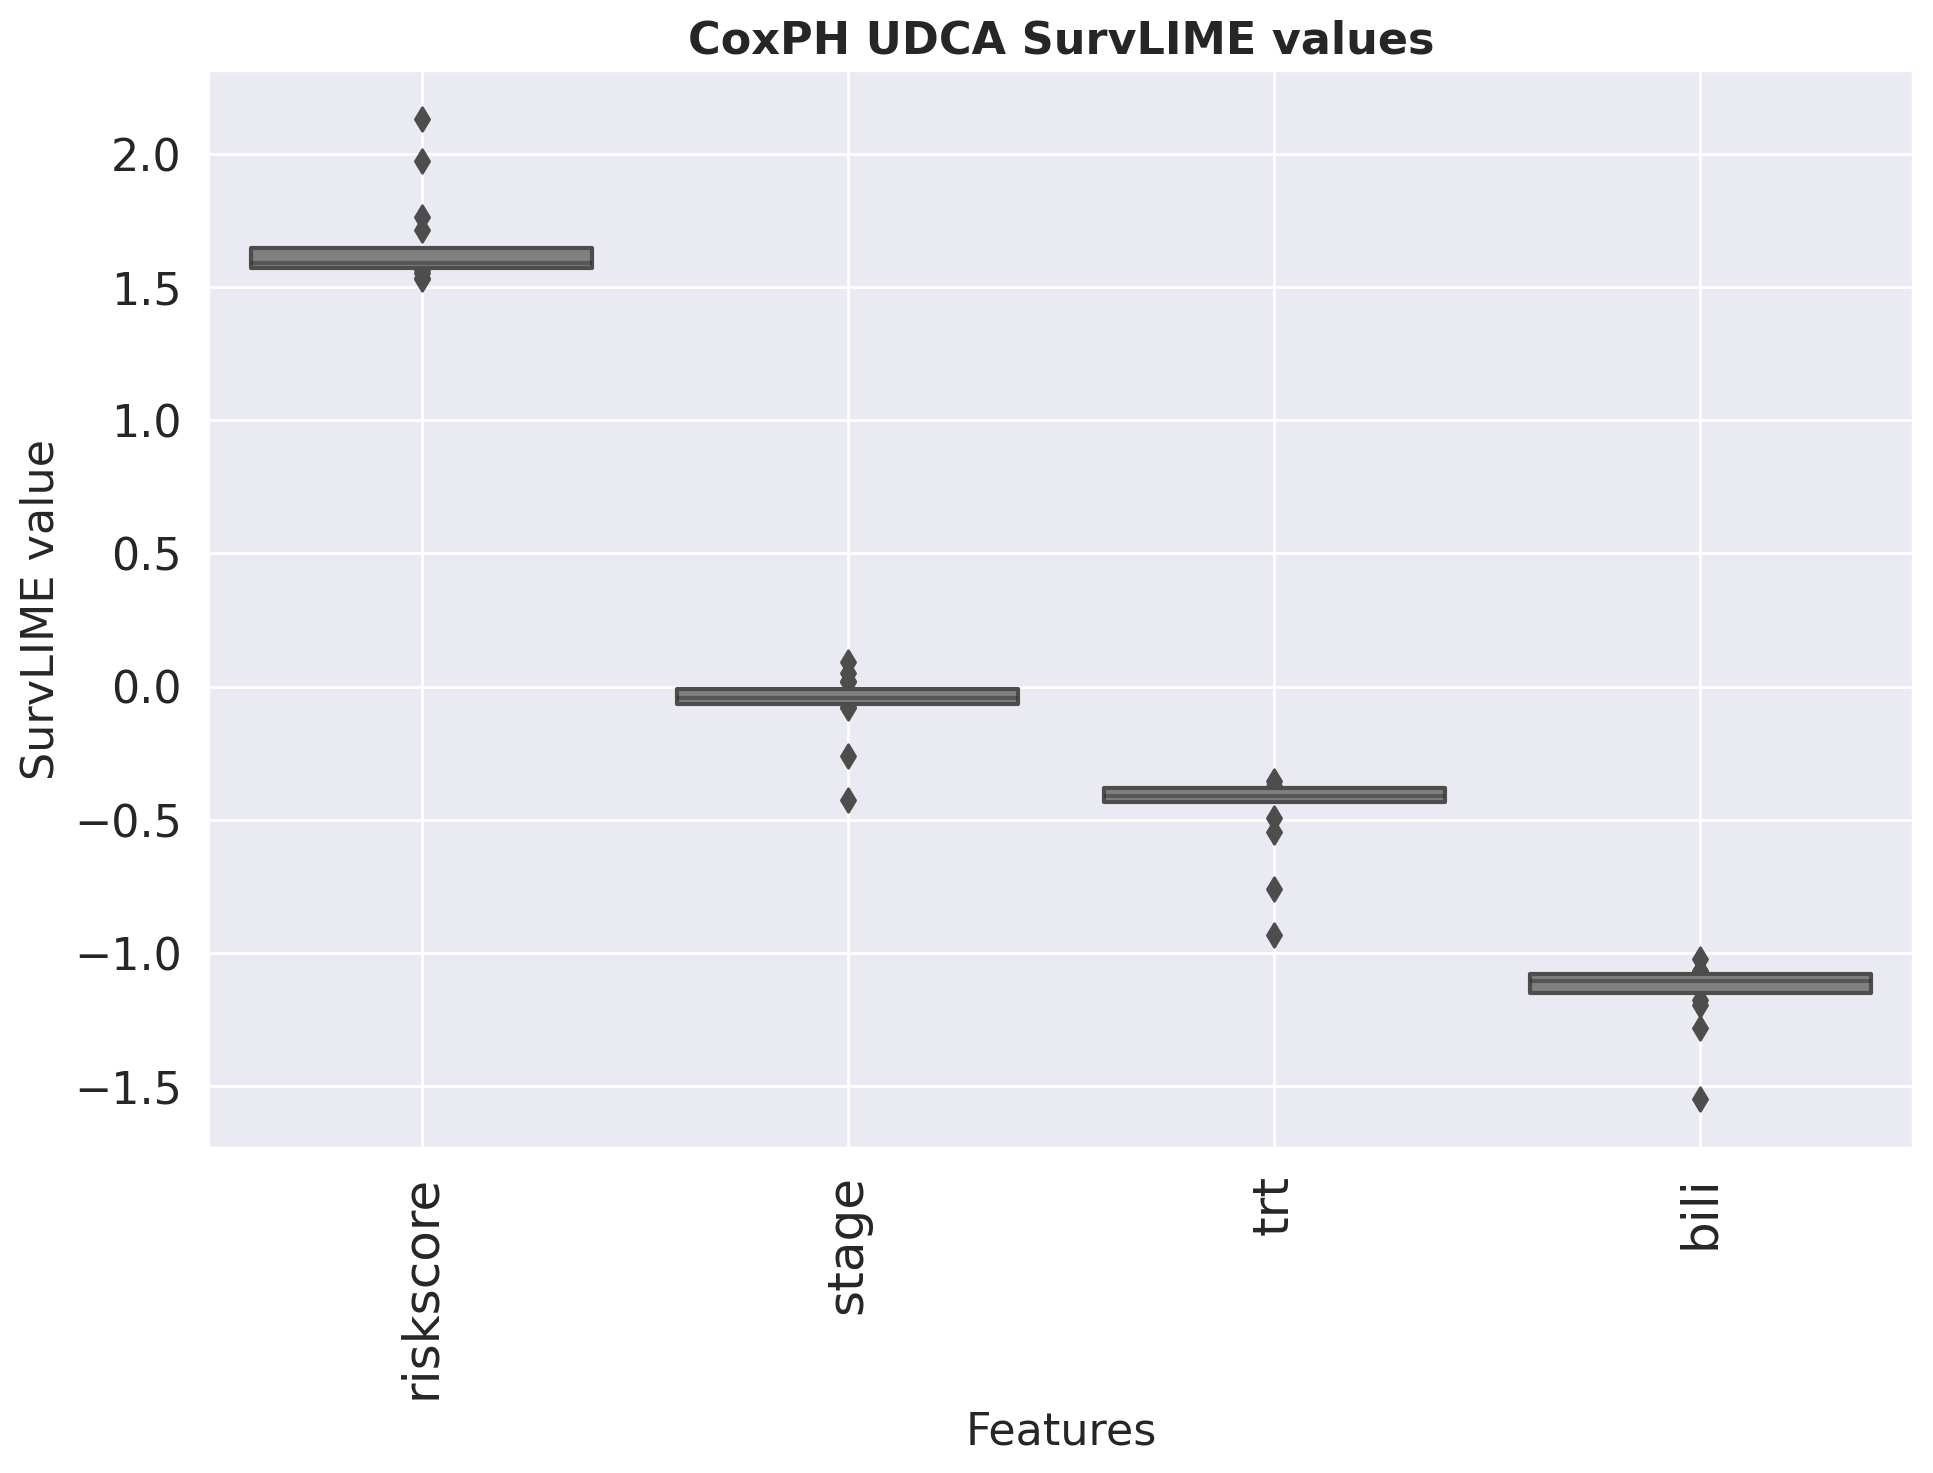 CoxPH UDCA SurvLIME values
2.0
1.5
1.0
0.5
0.0
−0.5
−1.0
−1.5
SurvLIME value
riskscore
stage
trt
bili
Features